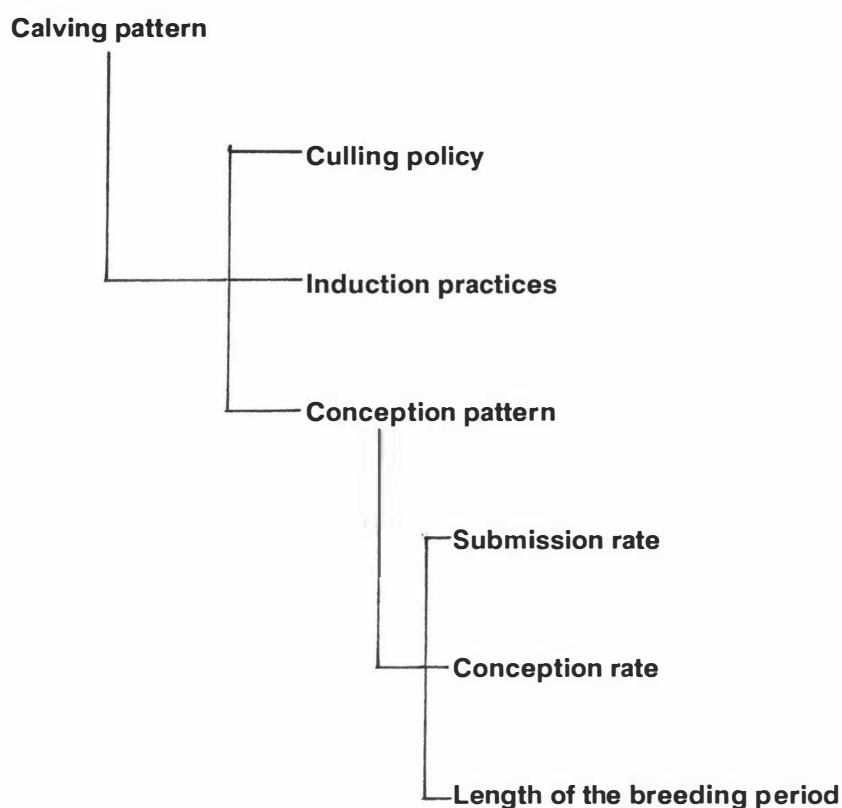 Calving pattern
Culling policy
Induction practices
Conception pattern
Submission rate
Conception rate
Length of the breeding period